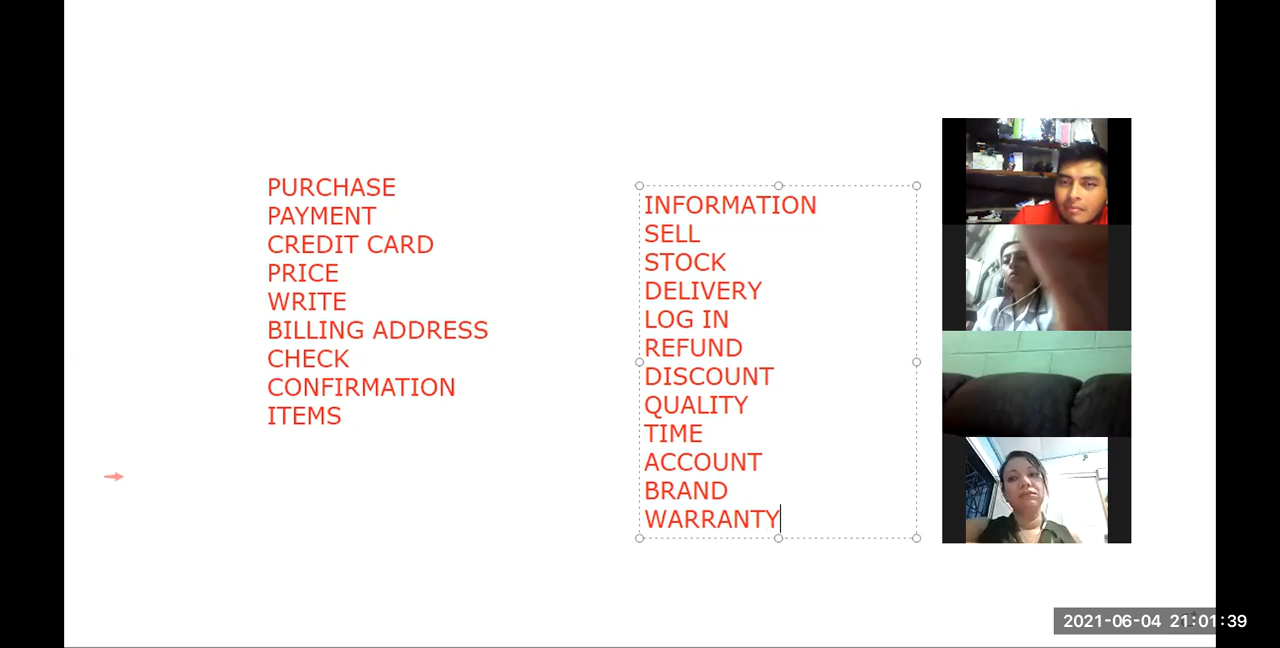 PURCHASE
PAYMENT
CREDIT CARD
PRICE
WRITE
BILLING ADDRESS
CHECK
CONFIRMATION
ITEMS
INFORMATION
SELL
STOCK
DELIVERY
LOG IN
REFUND
DISCOUNT
QUALITY
TIME
ACCOUNT
BRAND
WARRANTY
2021-06-04 21:01:39